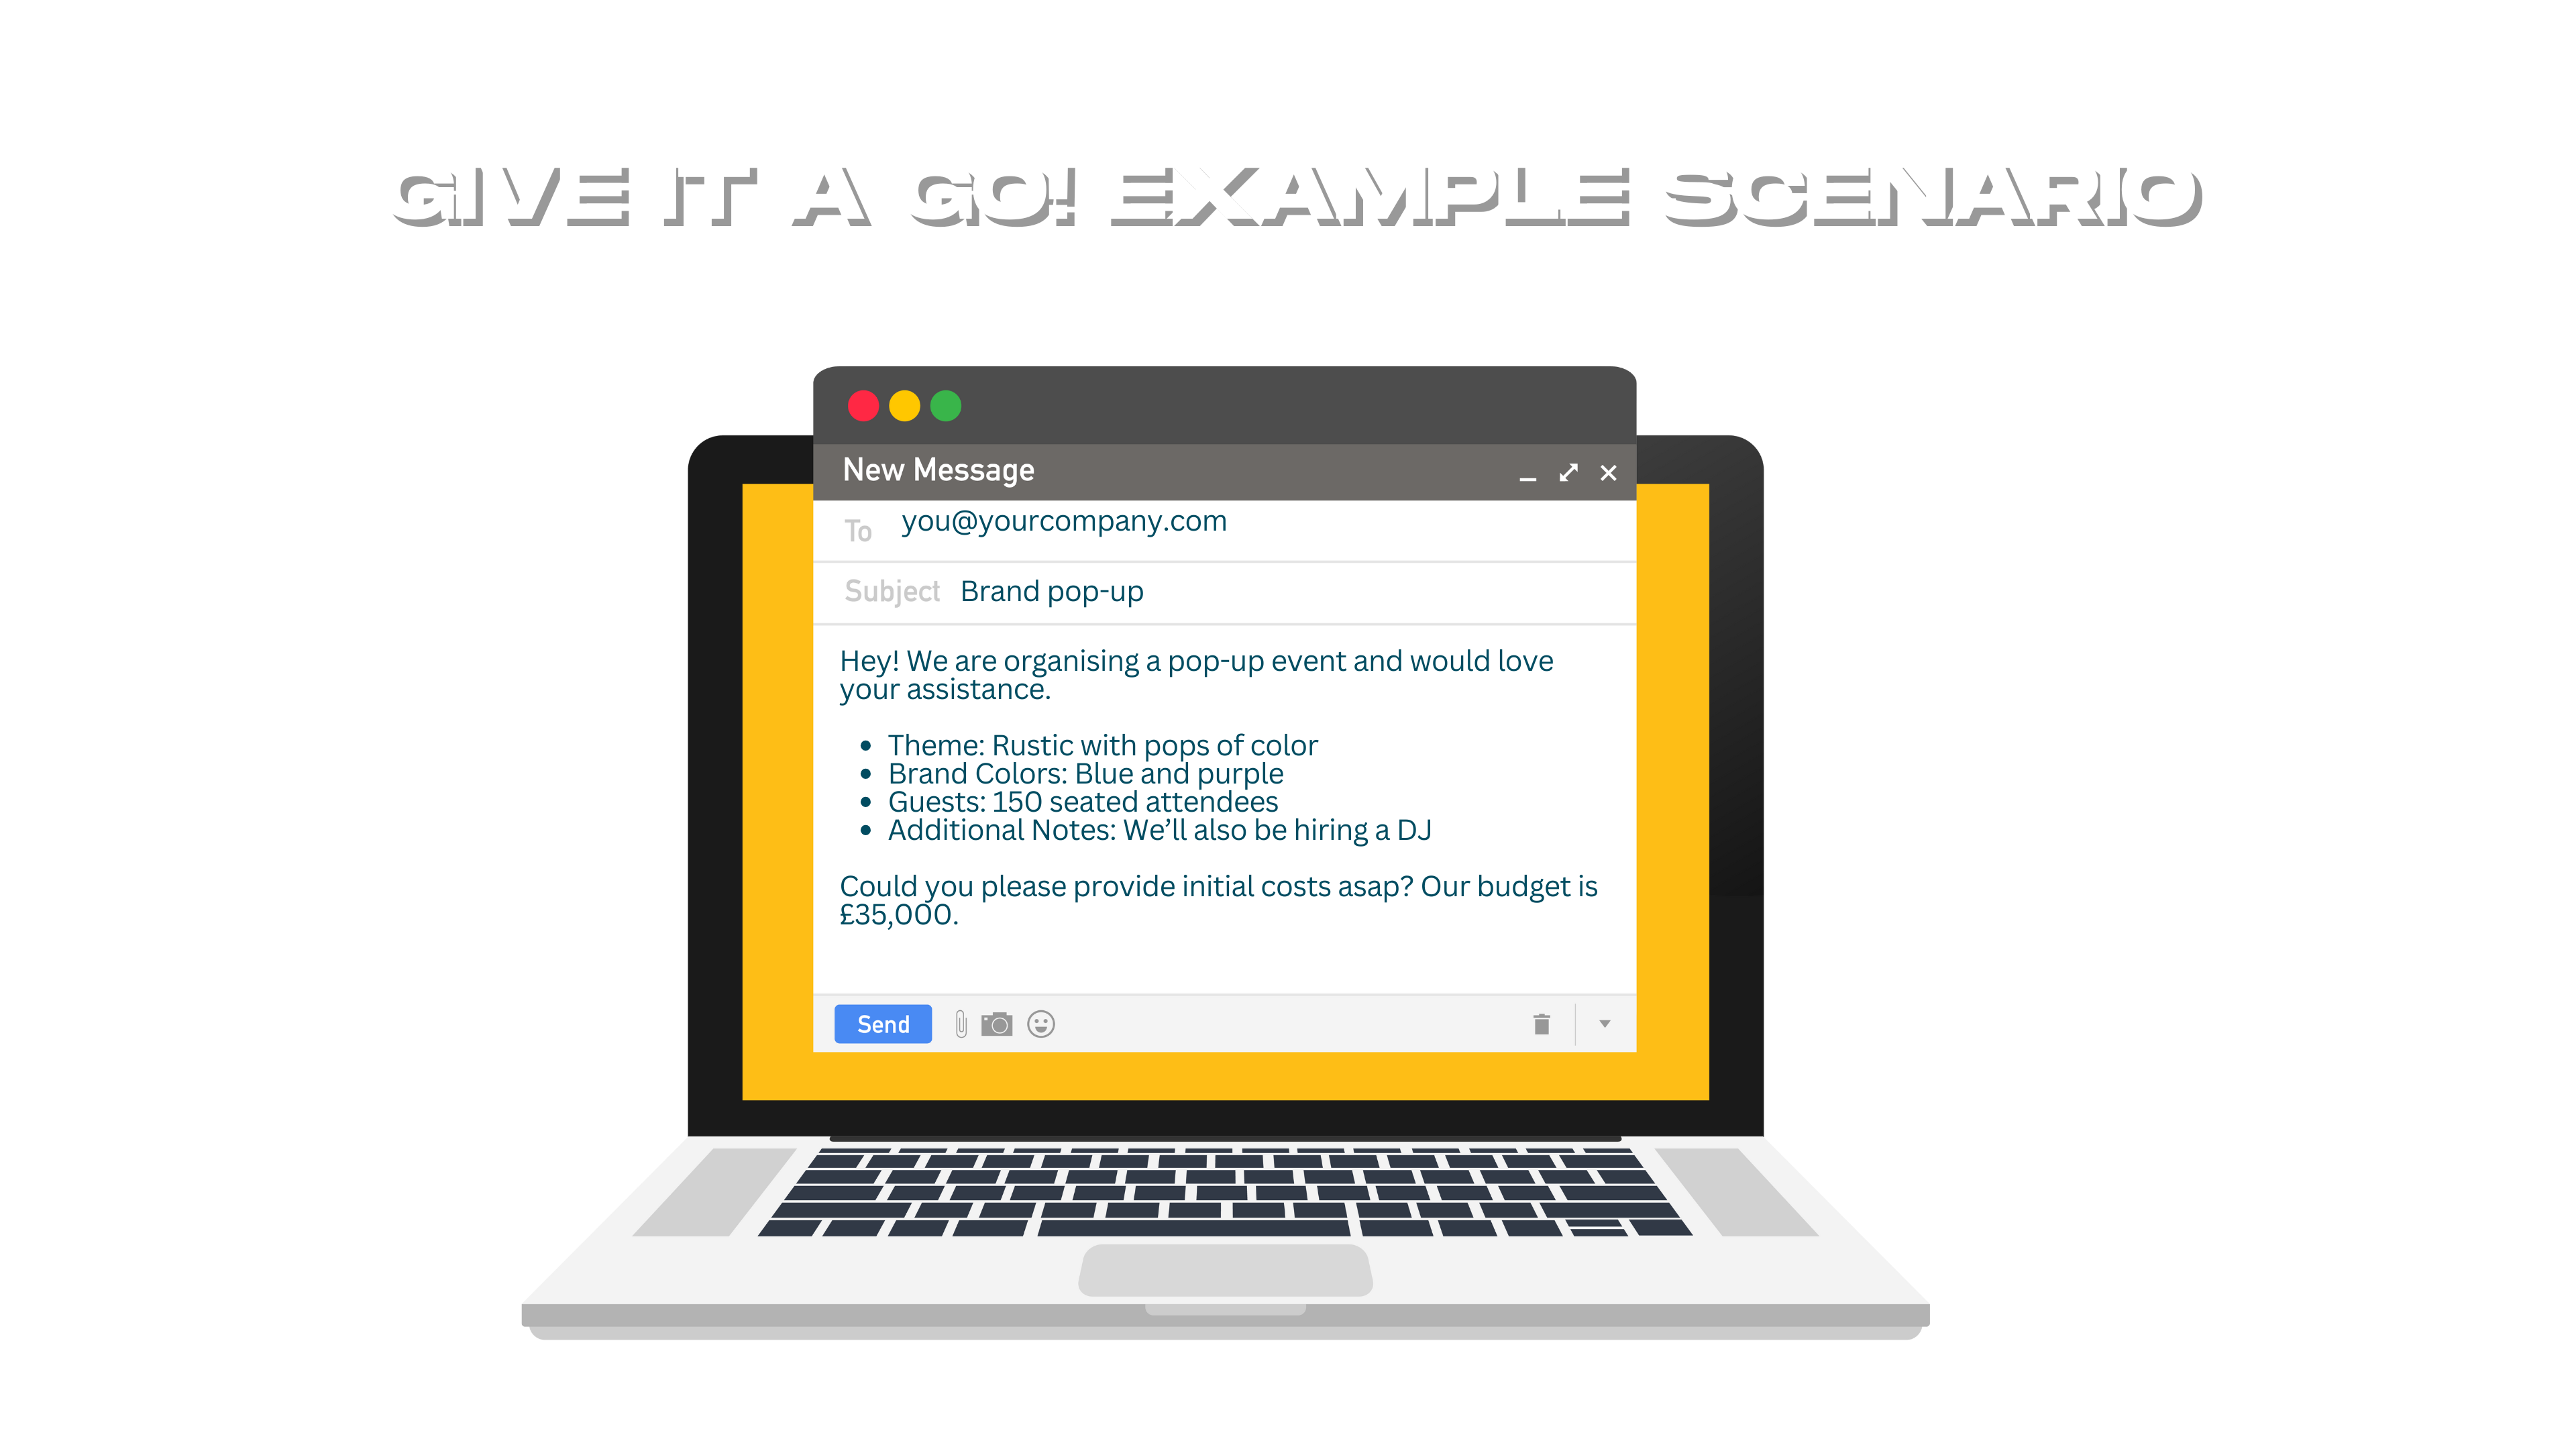 GIVE IT A GO! EXAMPLE SCENARIO
New Message
To you@yourcompany.com
Subject Brand pop-up
Hey! We are organising a pop-up event and would love
your assistance.
• Theme: Rustic with pops of color
• Brand Colors: Blue and purple
• Guests: 150 seated attendees
• Additional Notes: We’ll also be hiring a DJ
Could you please provide initial costs asap? Our budget is
£35,000.
Send